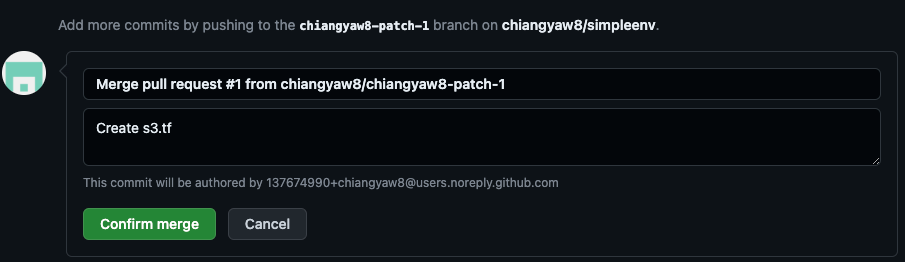 Add more commits by pushing to the chiangyaw8-patch-1 branch on chiangyaw8/simpleenv.
Merge pull request #1 from chiangyaw8/chiangyaw8-patch-1
Create s3.tf
This commit will be authored by 137674990+chiangyaw8@users.noreply.github.com
Confirm merge
Cancel